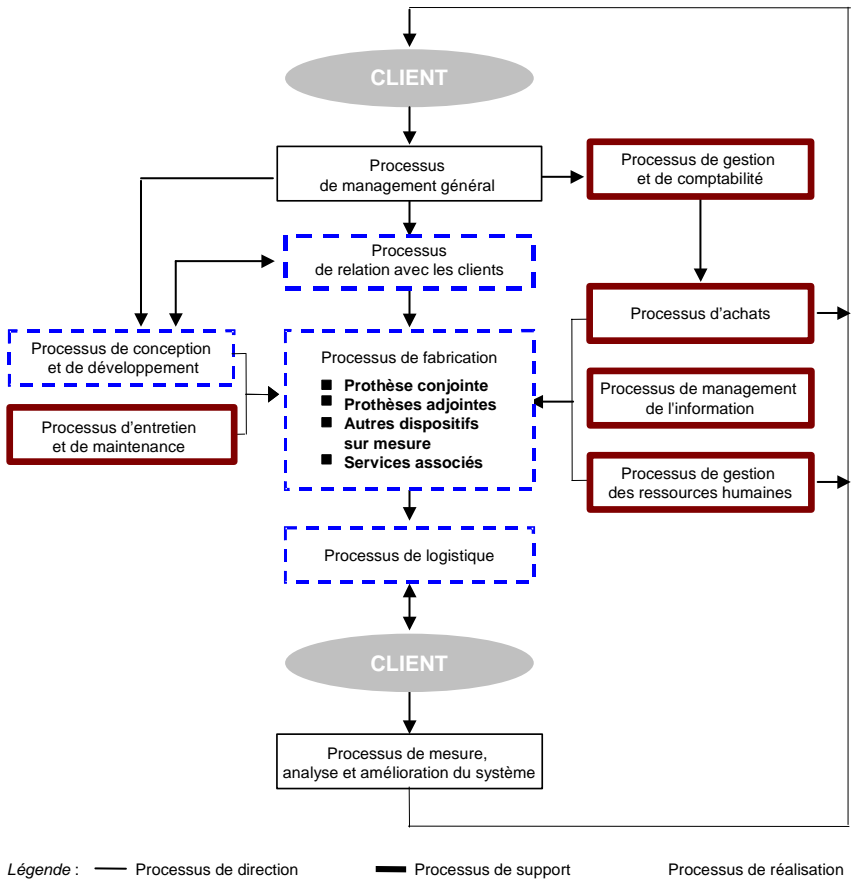 CLIENT
Processus
de management général
Processus de gestion
et de comptabilité
Processus
de relation avec les clients
Processus d'achats
Processus de conception
et de développement
Processus de fabrication
■ Prothèse conjointe
■ Prothèses adjointes
■ Autres dispositifs
sur mesure
■ Services associés
Processus de management
de l'information
Processus d'entretien
et de maintenance
Processus de gestion
des ressources humaines
Processus de logistique
CLIENT
Processus de mesure,
analyse et amélioration du système
Légende : Processus de direction Processus de support Processus de réalisation